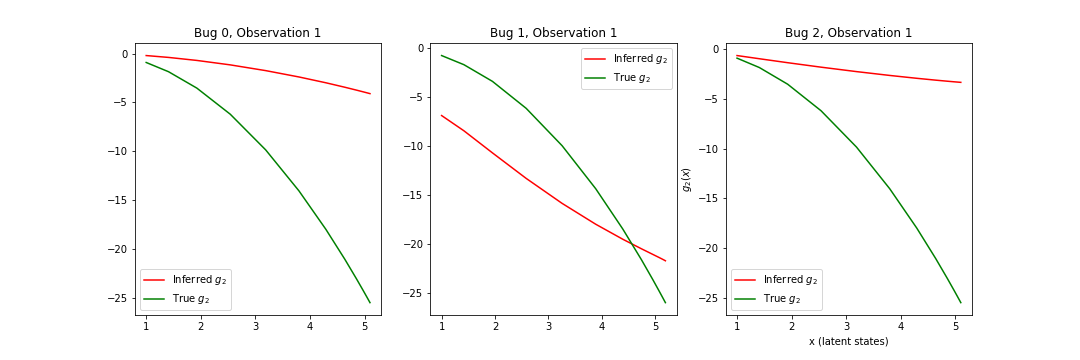 Bug 0, Observation 1
0
−5
−10
−15
−20
−25
1 2 3 4 5
Inferred g₂
True g₂
Bug 1, Observation 1
0
−5
−10
−15
−20
−25
1 2 3 4 5
Inferred g₂
True g₂
Bug 2, Observation 1
g₂(x)
0
−5
−10
−15
−20
−25
1 2 3 4 5
x (latent states)
Inferred g₂
True g₂